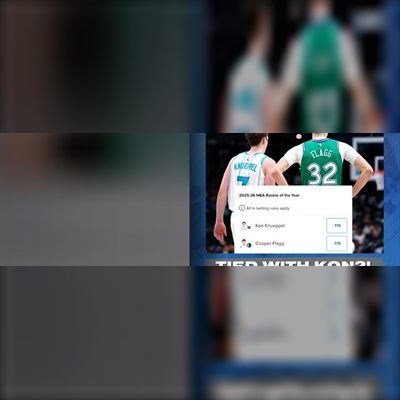 KNUEPPEL
7
FLAGG
32
2025-26 NBA Rookie of the Year
All in betting rules apply
Kon Knueppel
-115
Cooper Flagg
-115
TIED WITH KON?!